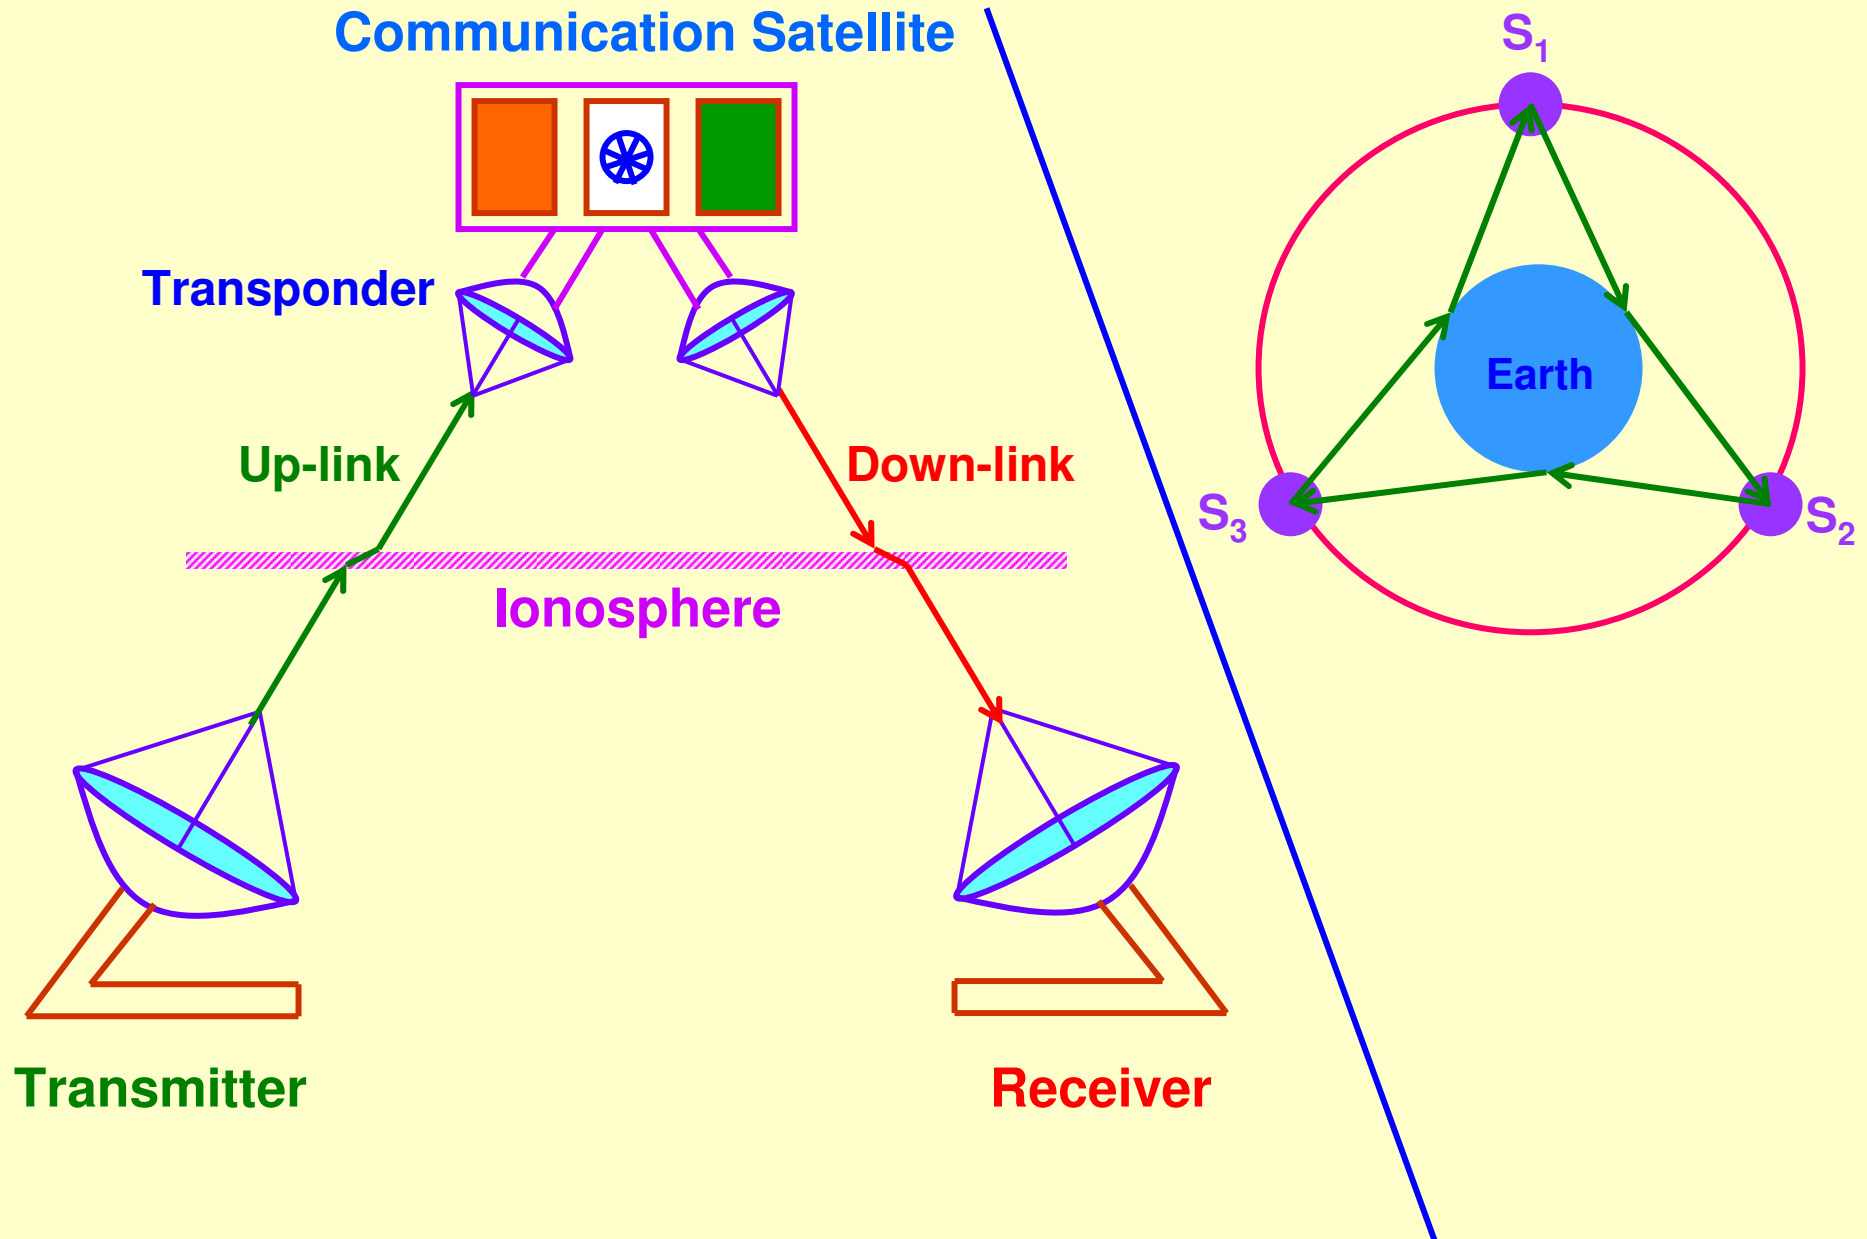 Communication Satellite
Transponder
Up-link
Down-link
Ionosphere
Transmitter
Receiver
S1
Earth
S3
S2